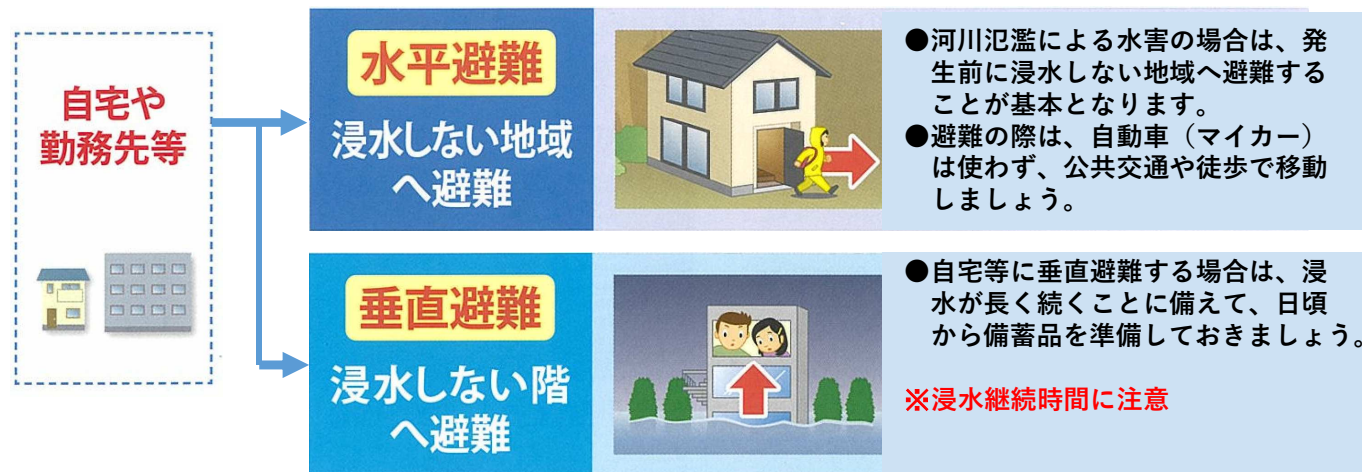 自宅や
勤務先等
水平避難
浸水しない地域
へ避難
●河川氾濫による水害の場合は、発
生前に浸水しない地域へ避難する
ことが基本となります。
●避難の際は、自動車（マイカー）
は使わず、公共交通や徒歩で移動
しましょう。
垂直避難
浸水しない階
へ避難
●自宅等に垂直避難する場合は、浸
水が長く続くことに備えて、日頃
から備蓄品を準備しておきましょう。
※浸水継続時間に注意